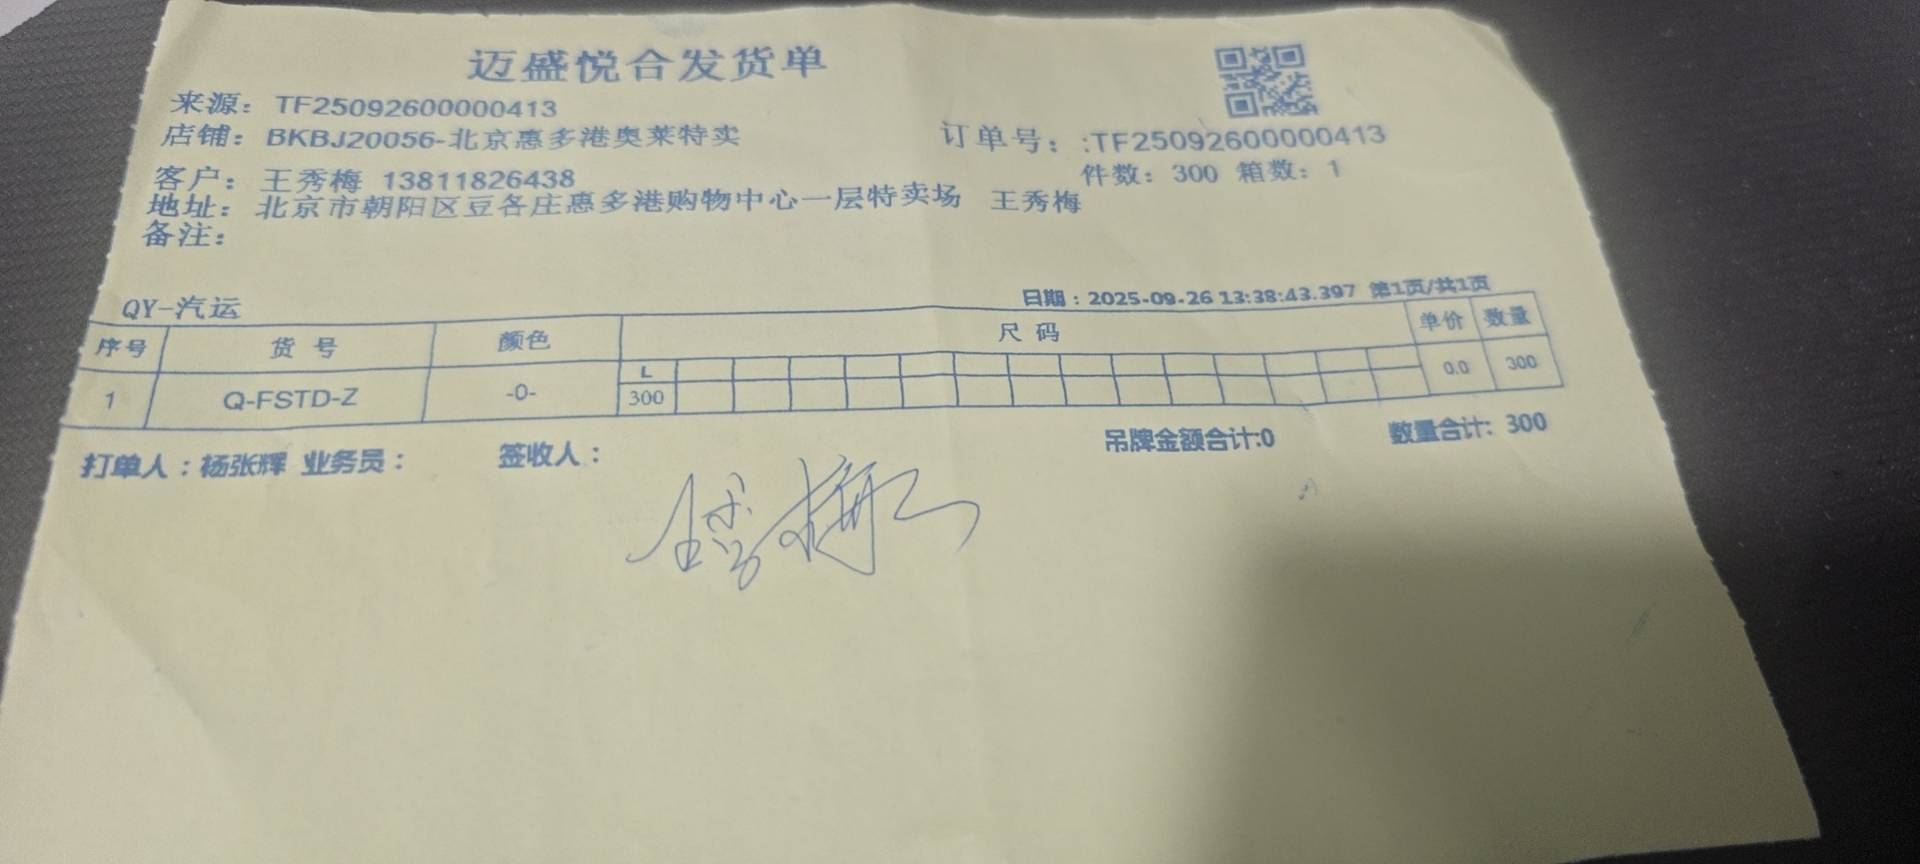 迈盛悦合发货单
来源：TF25092600000413
店铺：BKBJ20056-北京惠多港奥莱特卖
订单号：:TF25092600000413
客户：王秀梅 13811826438
件数：300 箱数：1
地址：北京市朝阳区豆各庄惠多港购物中心一层特卖场 王秀梅
备注：
QY-汽运
日期：2025-09-26 13:38:43.397 第1页/共1页
序号 货号 颜色 尺码 单价 数量
L
1 Q-FSTD-Z -0- 300 0.0 300
打单人：杨张辉 业务员： 签收人： 吊牌金额合计:0 数量合计: 300